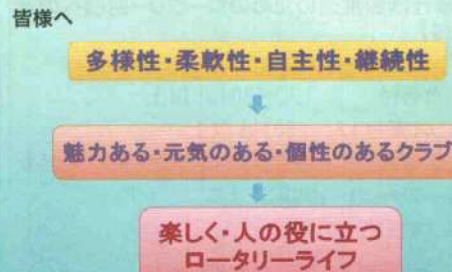 皆様へ
多様性・柔軟性・自主性・継続性
魅力ある・元気のある・個性のあるクラブ
楽しく・人の役に立つ
ロータリーライフ